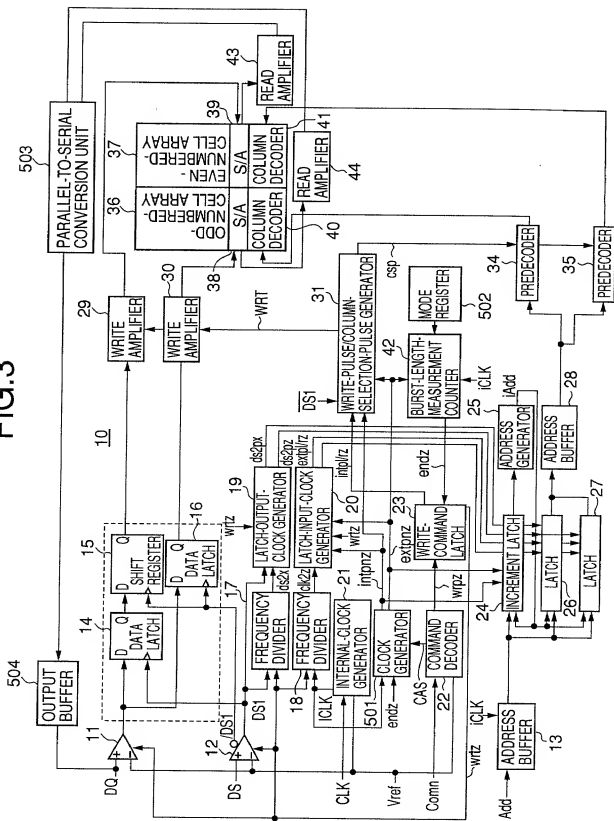 FIG.3
10
503
PARALLEL-TO-SERIAL
CONVERSION UNIT
504
OUTPUT
BUFFER
DQ
11
+
-
14
D
Q
DATA
LATCH
15
D
Q
SHIFT
REGISTER
16
D
Q
DATA
LATCH
29
WRITE
AMPLIFIER
30
WRITE
AMPLIFIER
WRT
36
ODD-
NUMBERED-
CELL ARRAY
37
EVEN-
NUMBERED-
CELL ARRAY
38
S/A
39
S/A
COLUMN
DECODER
40
COLUMN
DECODER
41
43
READ
AMPLIFIER
44
READ
AMPLIFIER
DS
12
+
DS1
DS1
17
FREQUENCY
DIVIDER
ds2x
18
FREQUENCY
DIVIDER
clk2z
iCLK
wrtz
19
LATCH-OUTPUT-
CLOCK GENERATOR
ds2px
ds2pz
20
LATCH-INPUT-CLOCK
GENERATOR
extp/rz
intp/rz
wrtz
CLK
INTERNAL-CLOCK
GENERATOR
21
intpnz
extpnz
501
CLOCK
GENERATOR
endz
CAS
Vref
Comn
COMMAND
DECODER
22
wrpz
WRITE-
COMMAND
LATCH
23
endz
DS1
31
WRITE-PULSE/COLUMN-
SELECTION-PULSE GENERATOR
csp
42
BURST-LENGTH-
MEASUREMENT
COUNTER
iCLK
MODE
REGISTER
502
34
PREDECODER
35
PREDECODER
wrtz
iCLK
Add
ADDRESS
BUFFER
13
24
INCREMENT LATCH
25
ADDRESS
GENERATOR
iAdd
LATCH
26
LATCH
27
ADDRESS
BUFFER
28